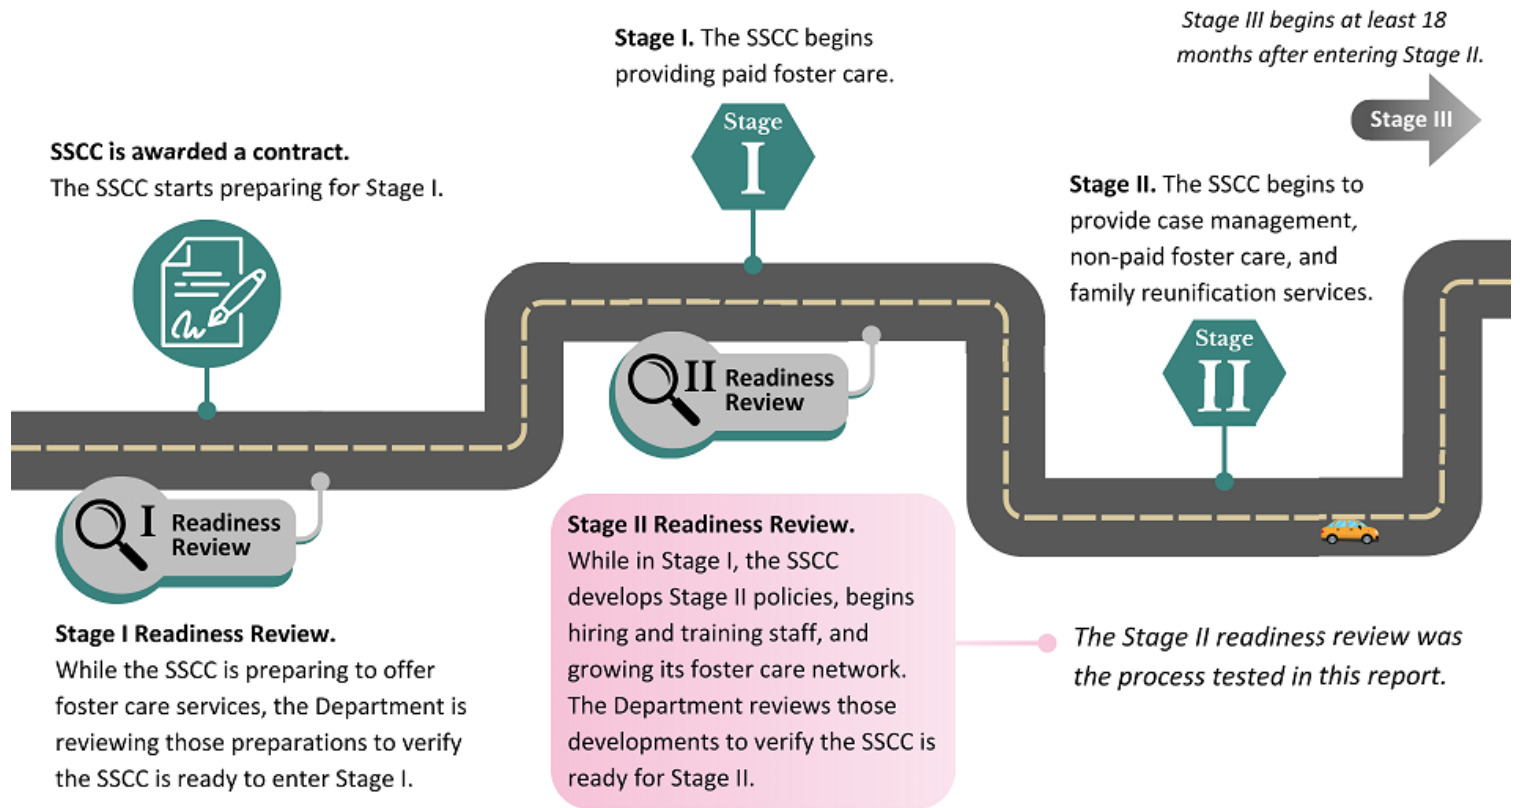 SSCC is awarded a contract.
The SSCC starts preparing for Stage I.
I Readiness
Review
Stage I Readiness Review.
While the SSCC is preparing to offer
foster care services, the Department is
reviewing those preparations to verify
the SSCC is ready to enter Stage I.
Stage I. The SSCC begins
providing paid foster care.
Stage
I
II Readiness
Review
Stage II Readiness Review.
While in Stage I, the SSCC
develops Stage II policies, begins
hiring and training staff, and
growing its foster care network.
The Department reviews those
developments to verify the SSCC is
ready for Stage II.
Stage III begins at least 18
months after entering Stage II.
Stage III
Stage II. The SSCC begins to
provide case management,
non-paid foster care, and
family reunification services.
Stage
II
The Stage II readiness review was
the process tested in this report.